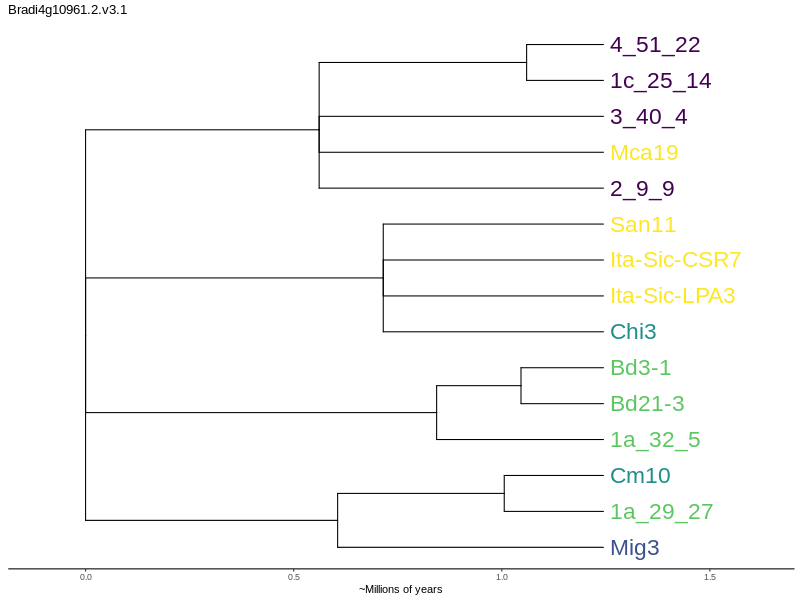 Bradi4g10961.2.v3.1
4_51_22
1c_25_14
3_40_4
Mca19
2_9_9
San11
Ita-Sic-CSR7
Ita-Sic-LPA3
Chi3
Bd3-1
Bd21-3
1a_32_5
Cm10
1a_29_27
Mig3
0.0 0.5 1.0 1.5
~Millions of years